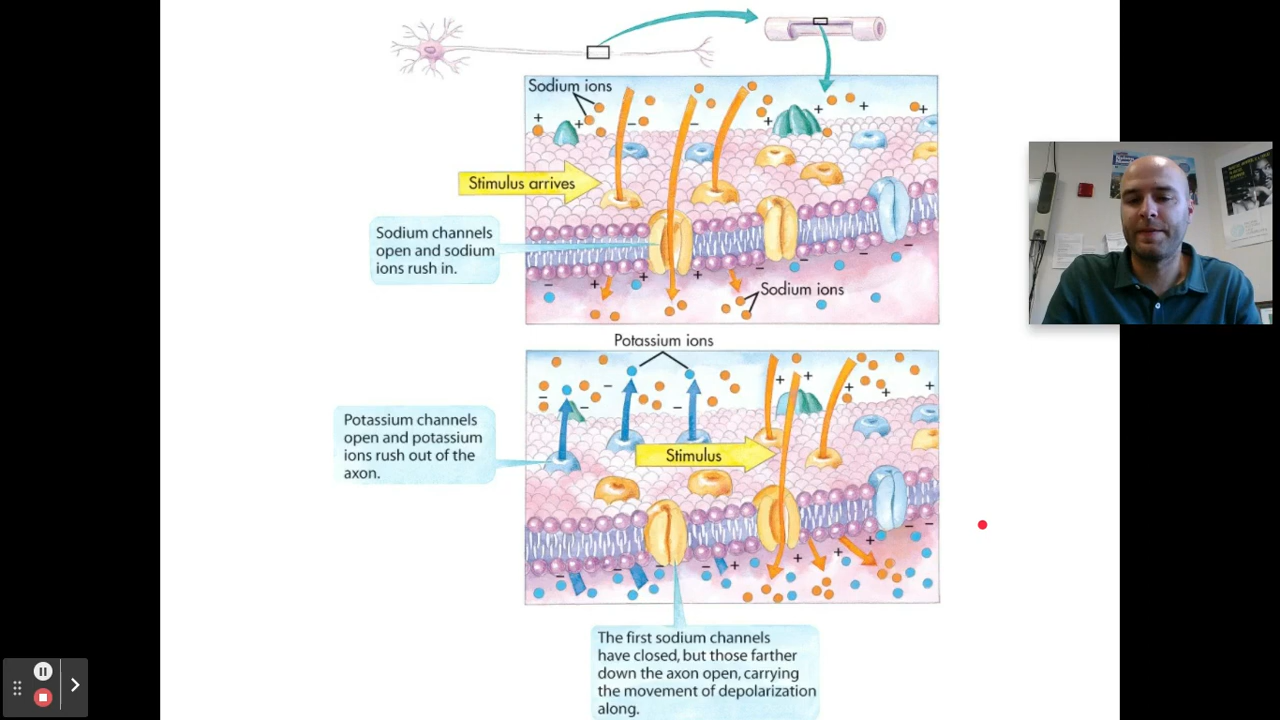 Sodium ions
Stimulus arrives
Sodium channels
open and sodium
ions rush in.
Sodium ions
Potassium ions
Potassium channels
open and potassium
ions rush out of the
axon.
Stimulus
The first sodium channels
have closed, but those farther
down the axon open, carrying
the movement of depolarization
along.